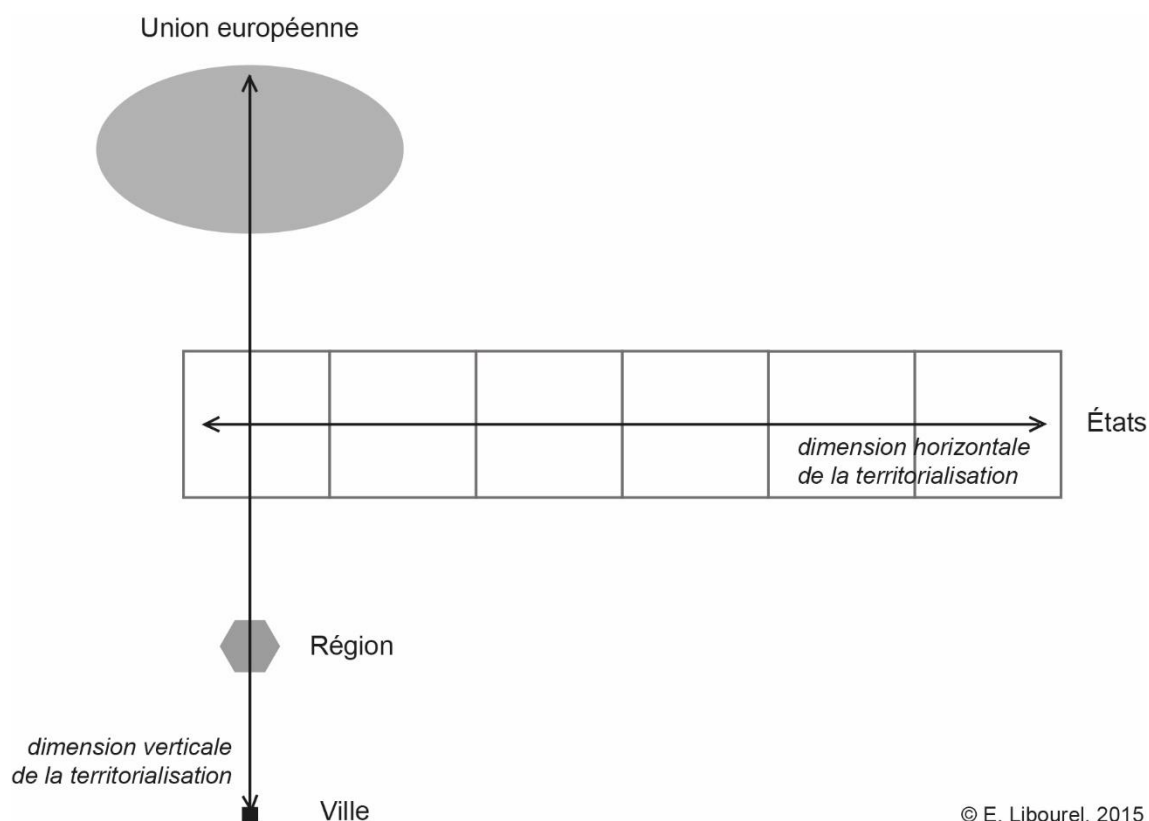 Union européenne
États
dimension horizontale
de la territorialisation
Région
dimension verticale
de la territorialisation
Ville
© E. Libourel, 2015